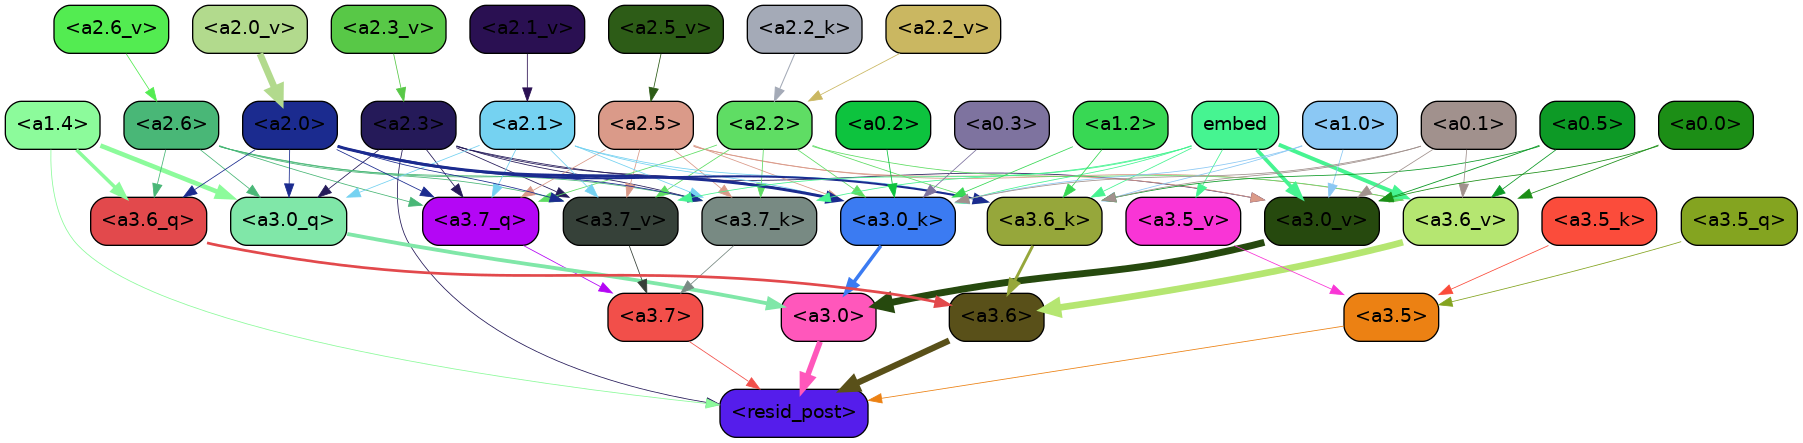 <a2.6_v> <a2.0_v> <a2.3_v> <a2.1_v> <a2.5_v> <a2.2_k> <a2.2_v>
<a1.4> <a2.6> <a2.0> <a2.3> <a2.1> <a2.5> <a2.2> <a0.2> <a0.3> <a1.2> embed <a1.0> <a0.1> <a0.5> <a0.0>
<a3.6_q> <a3.0_q> <a3.7_q> <a3.7_v> <a3.7_k> <a3.0_k> <a3.6_k> <a3.5_v> <a3.0_v> <a3.6_v> <a3.5_k> <a3.5_q>
<a3.7> <a3.0> <a3.6> <a3.5>
<resid_post>